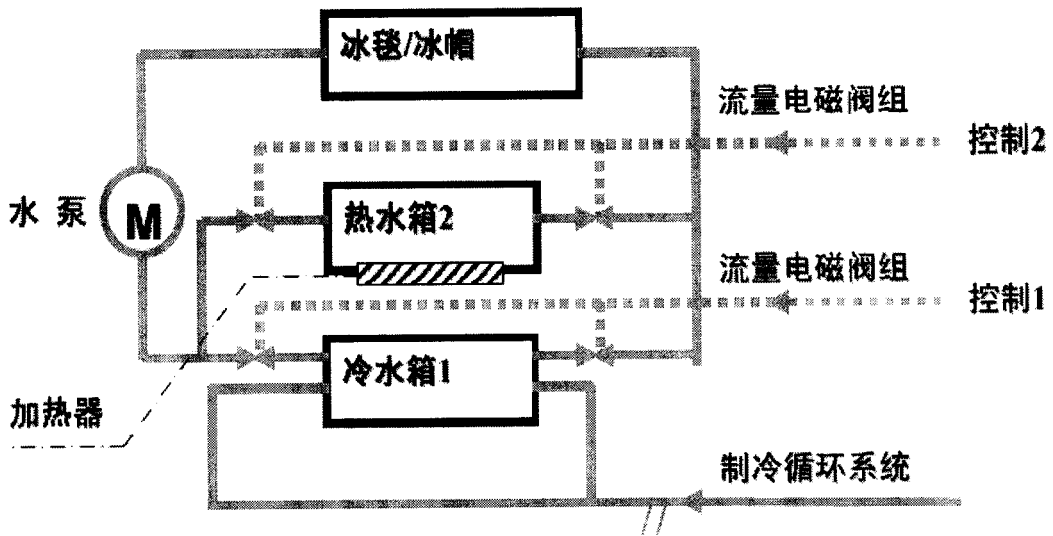 冰毯/冰帽
流量电磁阀组
控制2
水 泵
M
热水箱2
流量电磁阀组
控制1
冷水箱1
加热器
制冷循环系统